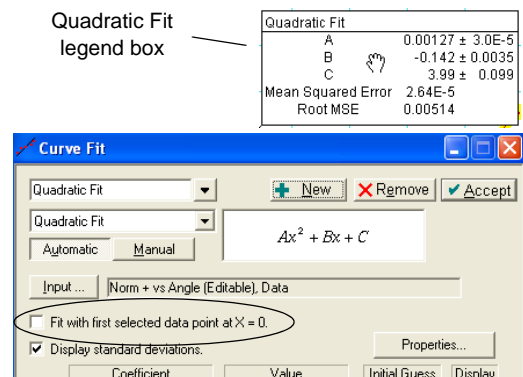 Quadratic Fit
legend box
Quadratic Fit
A 0.00127 ± 3.0E-5
B -0.142 ± 0.0035
C 3.99 ± 0.099
Mean Squared Error 2.64E-5
Root MSE 0.00514
Curve Fit
Quadratic Fit New Remove Accept
Quadratic Fit
Automatic Manual
Ax² + Bx + C
Input ... Norm + vs Angle (Editable), Data
Fit with first selected data point at X = 0.
Display standard deviations. Properties...
Coefficient Value Initial Guess Display